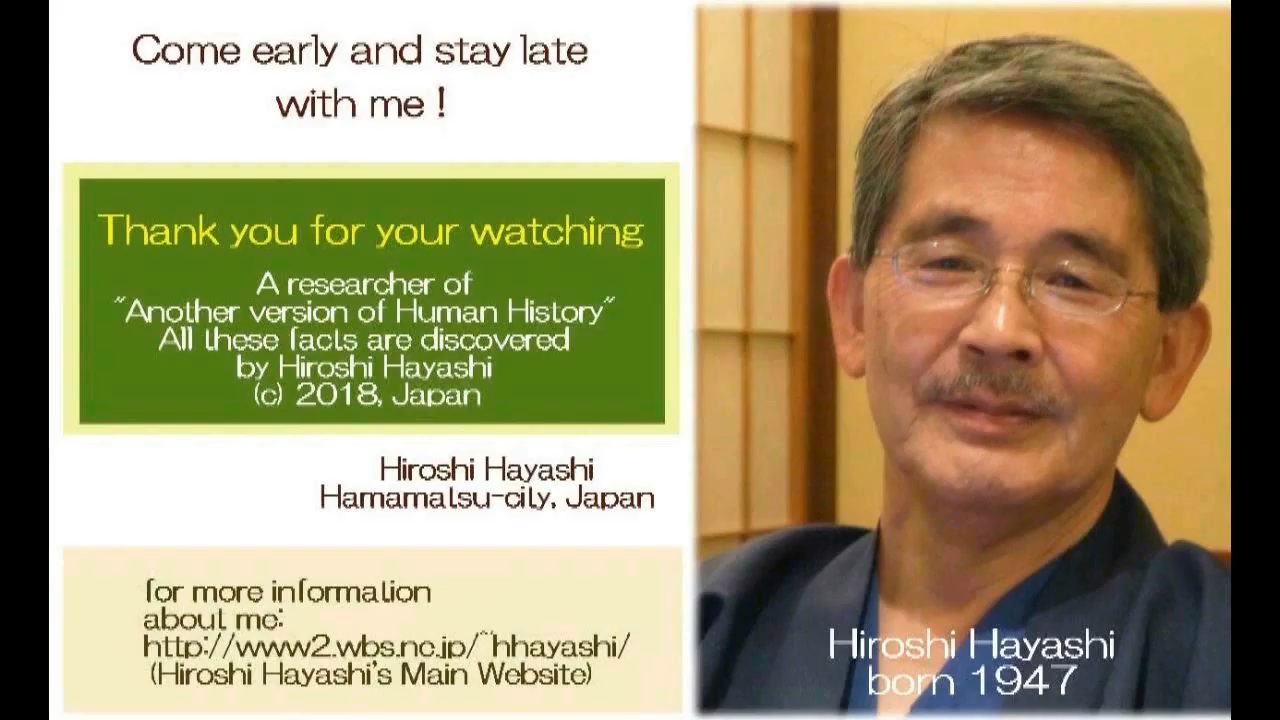 Come early and stay late
with me !
Thank you for your watching
A researcher of
"Another version of Human History"
All these facts are discovered
by Hiroshi Hayashi
(c) 2018, Japan
Hiroshi Hayashi
Hamamatsu-city, Japan
for more information
about me:
http://www2.wbs.ne.jp/~hhayashi/
(Hiroshi Hayashi's Main Website)
Hiroshi Hayashi
born 1947